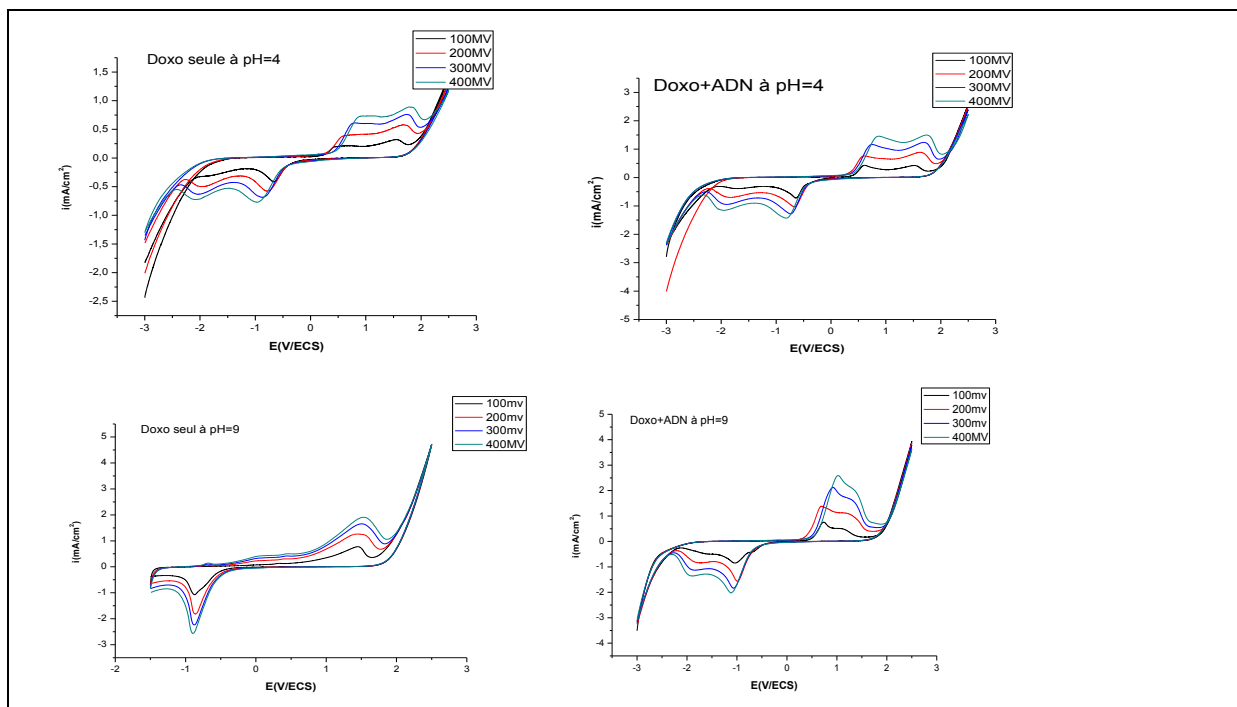 Doxo seule à pH=4
100MV
200MV
300MV
400MV
1,5
1,0
0,5
0,0
-0,5
-1,0
-1,5
-2,0
-2,5
i(mA/cm²)
-3 -2 -1 0 1 2 3
E(V/ECS)
Doxo+ADN à pH=4
100MV
200MV
300MV
400MV
3
2
1
0
-1
-2
-3
-4
-5
i(mA/cm²)
-3 -2 -1 0 1 2 3
E(V/ECS)
Doxo seul à pH=9
100mv
200mv
300mv
400MV
5
4
3
2
1
0
-1
-2
-3
i(mA/cm²)
-2 -1 0 1 2 3
E(V/ECS)
Doxo+ADN à pH=9
100mv
200mv
300mv
400MV
5
4
3
2
1
0
-1
-2
-3
-4
i(mA/cm²)
-3 -2 -1 0 1 2 3
E(V/ECS)